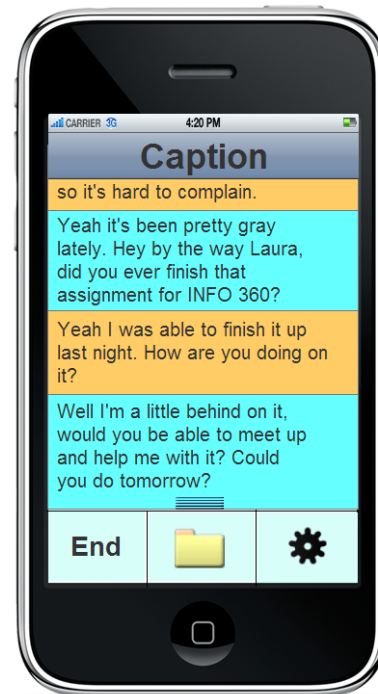 CARRIER 3G 4:20 PM
Caption
so it's hard to complain.
Yeah it's been pretty gray
lately. Hey by the way Laura,
did you ever finish that
assignment for INFO 360?
Yeah I was able to finish it up
last night. How are you doing on
it?
Well I'm a little behind on it,
would you be able to meet up
and help me with it? Could
you do tomorrow?
End